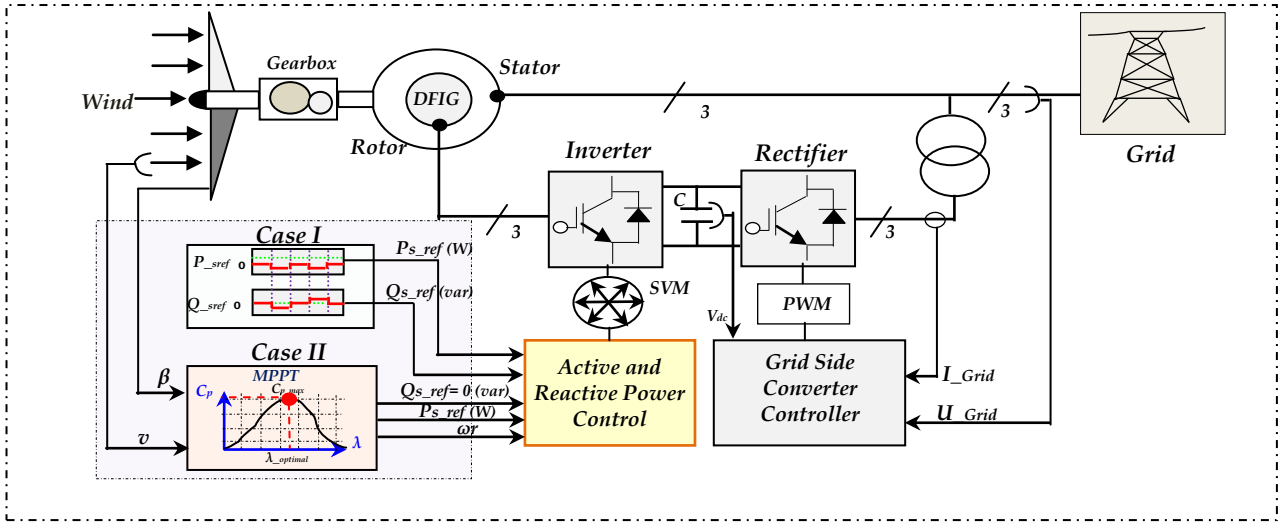 Gearbox
Stator
Wind
DFIG
3
3
Rotor
Inverter
Rectifier
Grid
C
3
3
Case I
Ps_ref (W)
P_sref o
Qs_ref (var)
Q_sref o
SVM
Vdc
PWM
Case II
MPPT
β
Cp
Cp_max
λ
λ_optimal
v
Qs_ref= 0 (var)
Ps_ref (W)
ωr
Active and
Reactive Power
Control
Grid Side
Converter
Controller
I_Grid
U_Grid